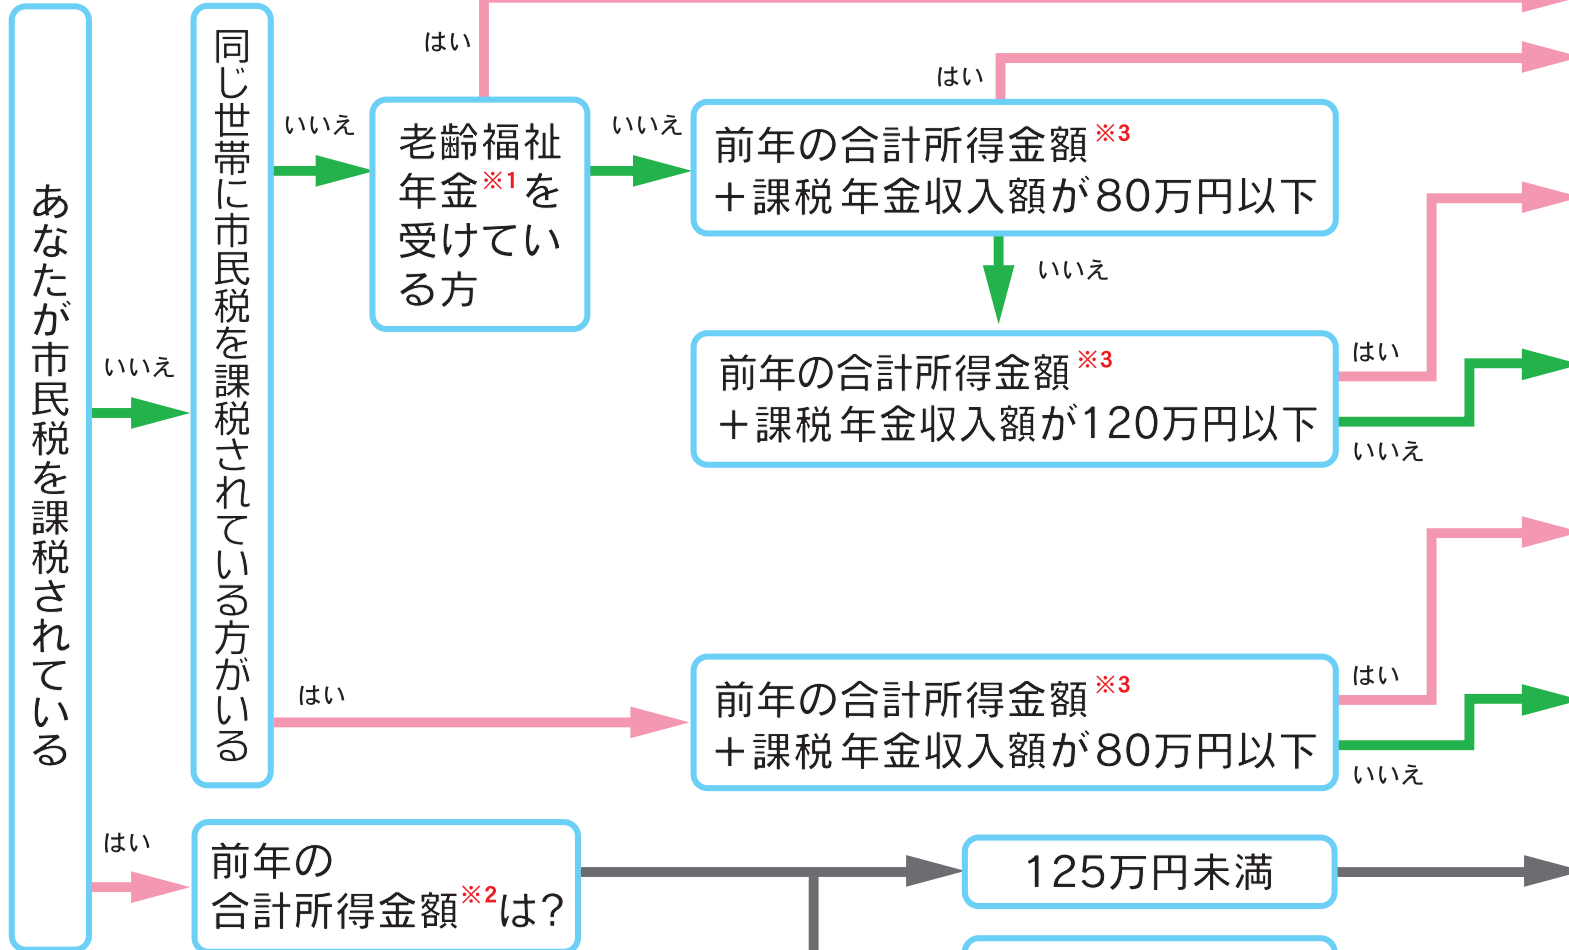 あなたが市民税を課税されている
いいえ
はい
同じ世帯に市民税を課税されている方がいる
いいえ
はい
はい
老齢福祉
年金※1を
受けてい
る方
いいえ
はい
前年の合計所得金額※3
＋課税年金収入額が80万円以下
いいえ
前年の合計所得金額※3
＋課税年金収入額が120万円以下
はい
いいえ
前年の合計所得金額※3
＋課税年金収入額が80万円以下
はい
いいえ
前年の
合計所得金額※2は？
125万円未満